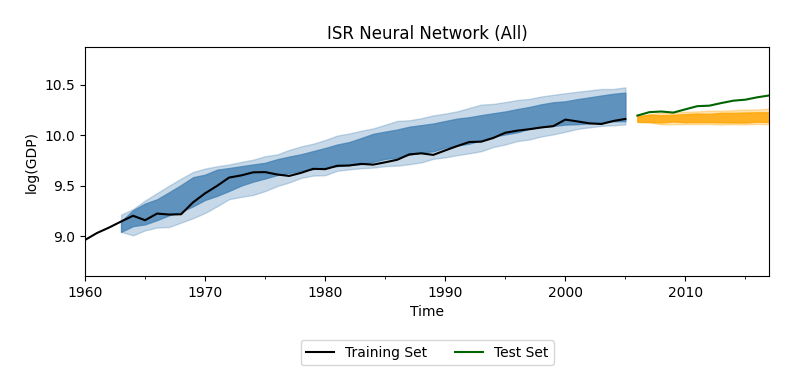 ISR Neural Network (All)
log(GDP)
10.5
10.0
9.5
9.0
1960 1970 1980 1990 2000 2010
Time
Training Set Test Set